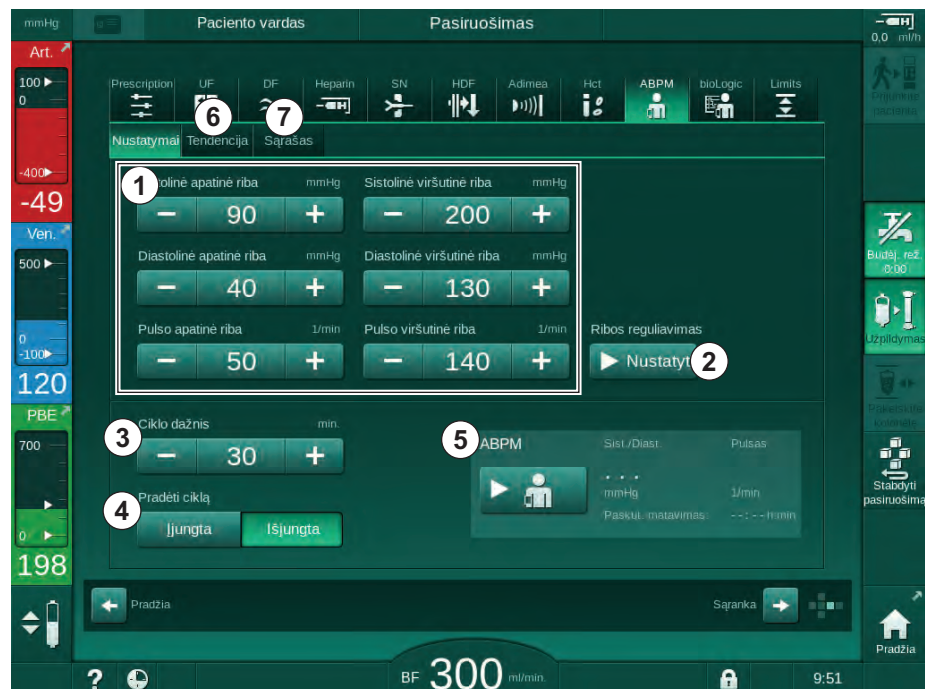 mmHg
Paciento vardas
Pasiruošimas
0,0 ml/h
Art.
100
0
-400
-49
Ven.
500
0
-100
120
PBE
700
0
198
Prescription UF DF Heparin SN HDF Adimea Hct ABPM bioLogic Limits
6 7
Nustatymai Tendencija Sąrašas
1
apatinė riba mmHg Sistolinė viršutinė riba mmHg
− 90 + − 200 +
Diastolinė apatinė riba mmHg Diastolinė viršutinė riba mmHg
− 40 + − 130 +
Pulso apatinė riba 1/min Pulso viršutinė riba 1/min Ribos reguliavimas
− 50 + − 140 + Nustatyt 2
3 Ciklo dažnis min.
− 30 +
4 Pradėti ciklą
Įjungta Išjungta
5 ABPM Sist./Diast. Pulsas
. . .
mmHg 1/min
Paskut. matavimas: --:-- h:min
Pradžia
Sąranka
Budėj. rež.
0:00
Užpildymas
Stabdyti
pasiruošima
Pradžia
? BF 300 ml/min. 9:51